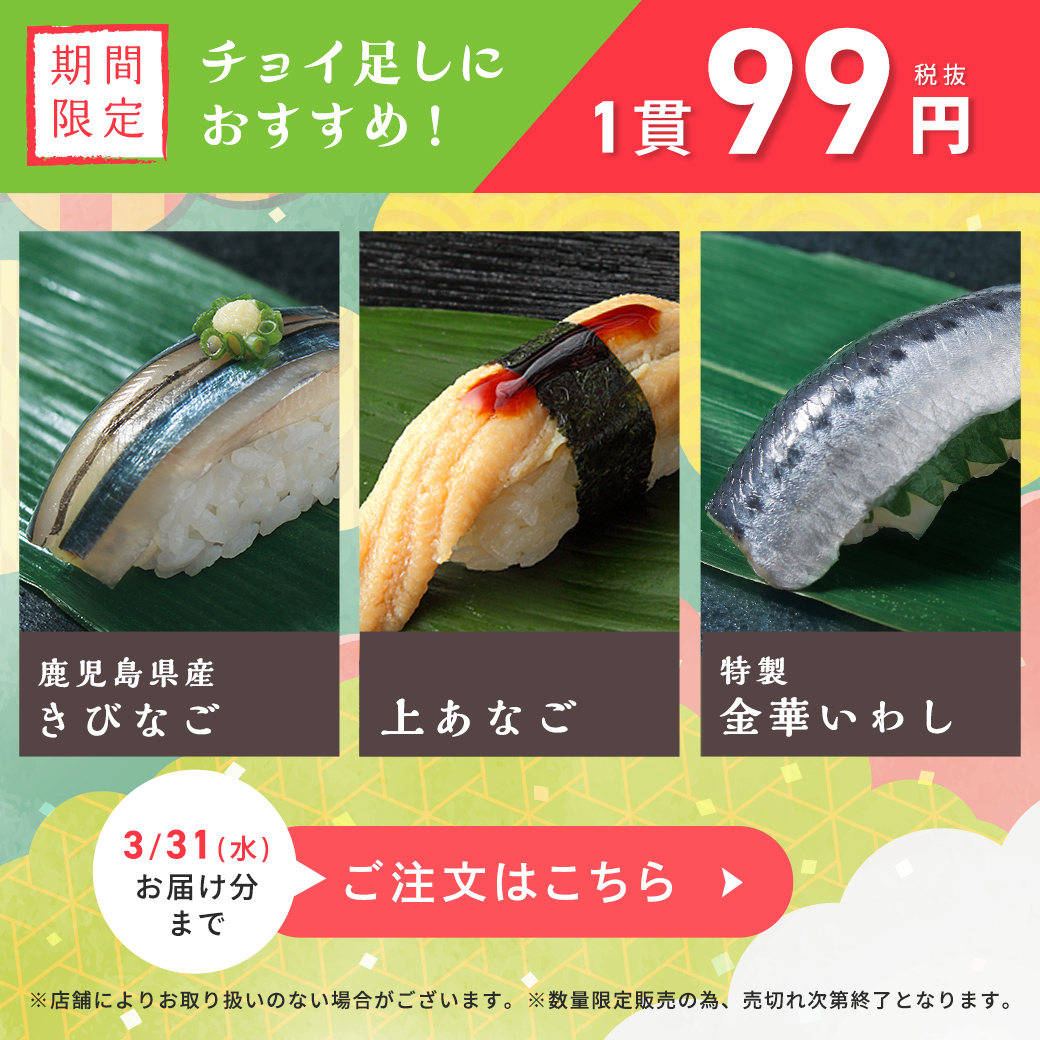 期間
限定
チョイ足しに
おすすめ!
1貫99円
税抜
鹿児島県産
きびなご
上あなご
特製
金華いわし
3/31(水)
お届け分
まで
ご注文はこちら
※店舗によりお取り扱いのない場合がございます。※数量限定販売の為、売切れ次第終了となります。